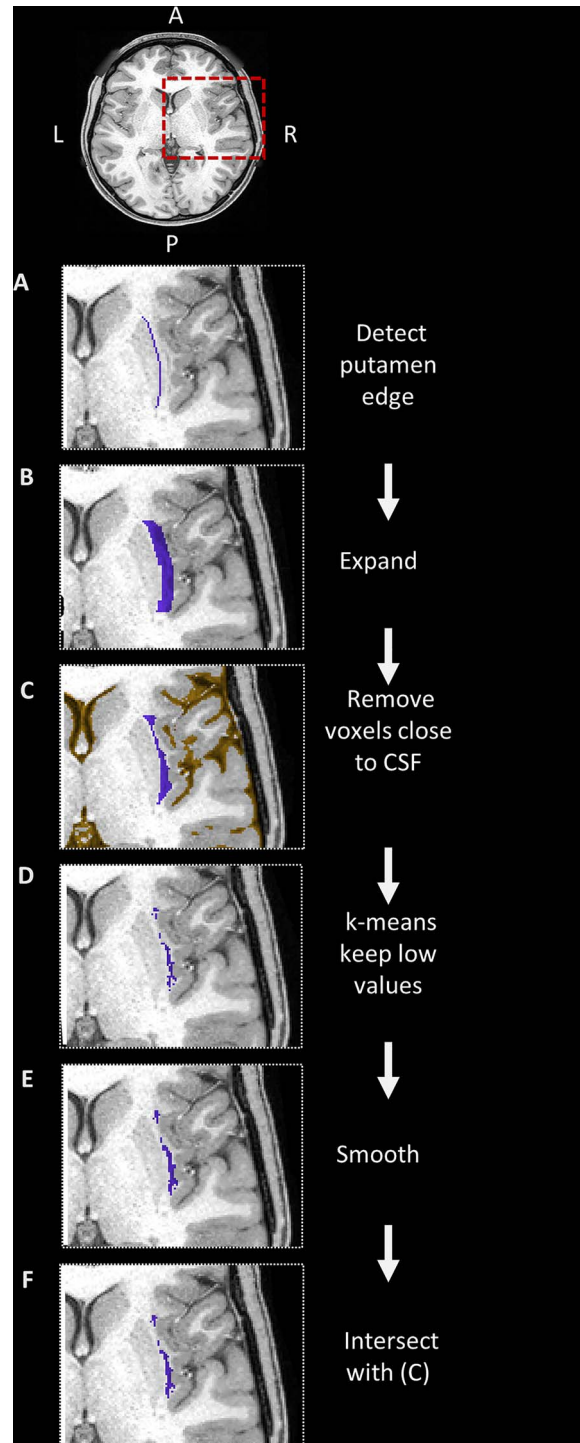 A
L
R
P
A
Detect
putamen
edge
B
Expand
C
Remove
voxels close
to CSF
D
k-means
keep low
values
E
Smooth
F
Intersect
with (C)